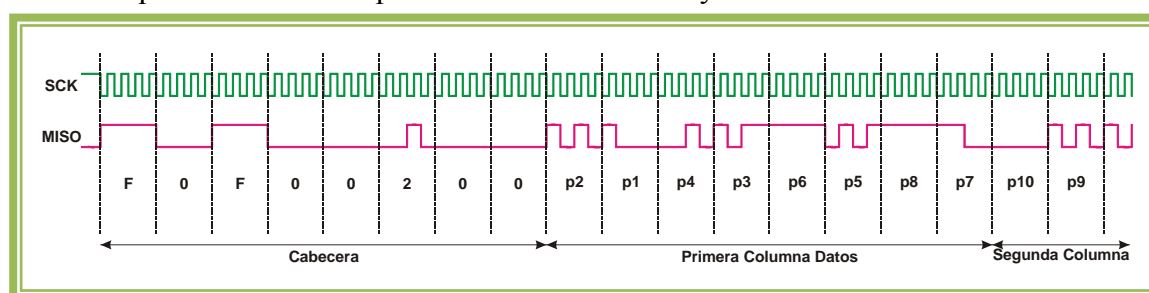 SCK
MISO
F 0 F 0 0 2 0 0 p2 p1 p4 p3 p6 p5 p8 p7 p10 p9
Cabecera Primera Columna Datos Segunda Columna